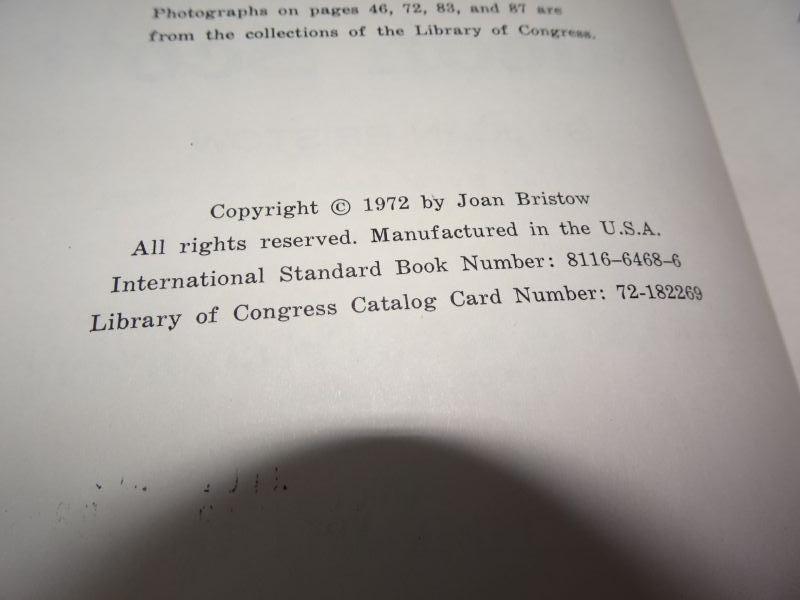 Photographs on pages 46, 72, 83, and 87 are
from the collections of the Library of Congress.
Copyright © 1972 by Joan Bristow
All rights reserved. Manufactured in the U.S.A.
International Standard Book Number: 8116-6468-6
Library of Congress Catalog Card Number: 72-182269